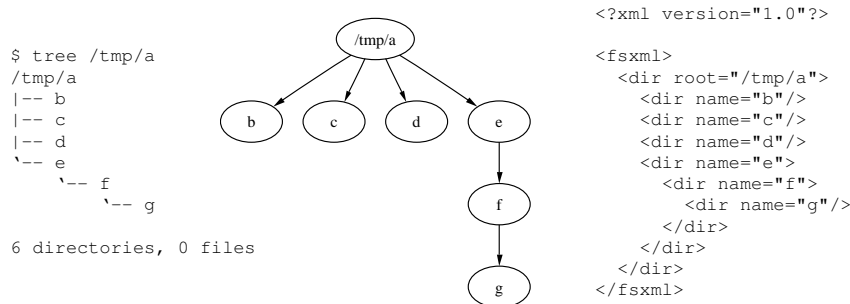 $ tree /tmp/a
/tmp/a
|-- b
|-- c
|-- d
‘-- e
    ‘-- f
        ‘-- g

6 directories, 0 files
/tmp/a
b
c
d
e
f
g
<?xml version="1.0"?>

<fsxml>
  <dir root="/tmp/a">
    <dir name="b"/>
    <dir name="c"/>
    <dir name="d"/>
    <dir name="e">
      <dir name="f">
        <dir name="g"/>
      </dir>
    </dir>
  </dir>
</fsxml>